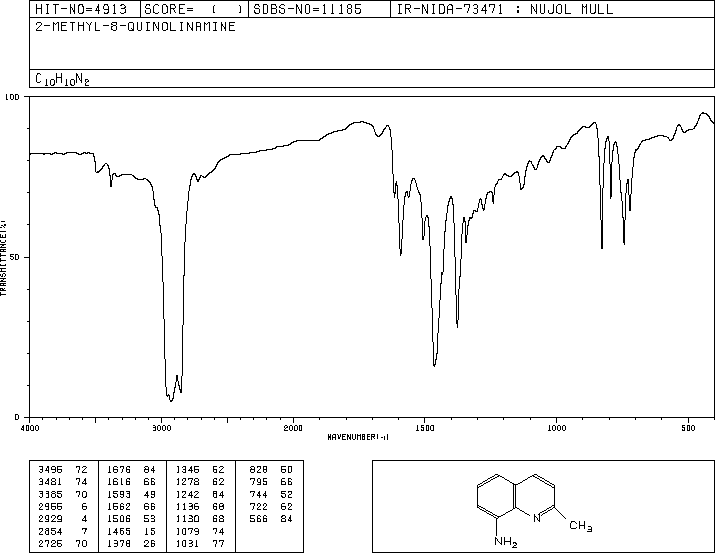 HIT-NO=4913 SCORE= ( ) SDBS-NO=11185 IR-NIDA-73471 : NUJOL MULL
2-METHYL-8-QUINOLINAMINE
C10H10N2
100
50
0
TRANSMITTANCE(%)
4000 3000 2000 1500 1000 500
WAVENUMBER(-1)
3495 72 1676 84 1346 52 828 50
3481 74 1616 66 1278 62 795 66
3385 70 1593 49 1242 64 744 52
2955 6 1562 66 1136 68 722 62
2929 4 1506 53 1130 68 566 84
2854 7 1465 15 1079 74
2725 70 1378 26 1031 77
N
CH3
NH2